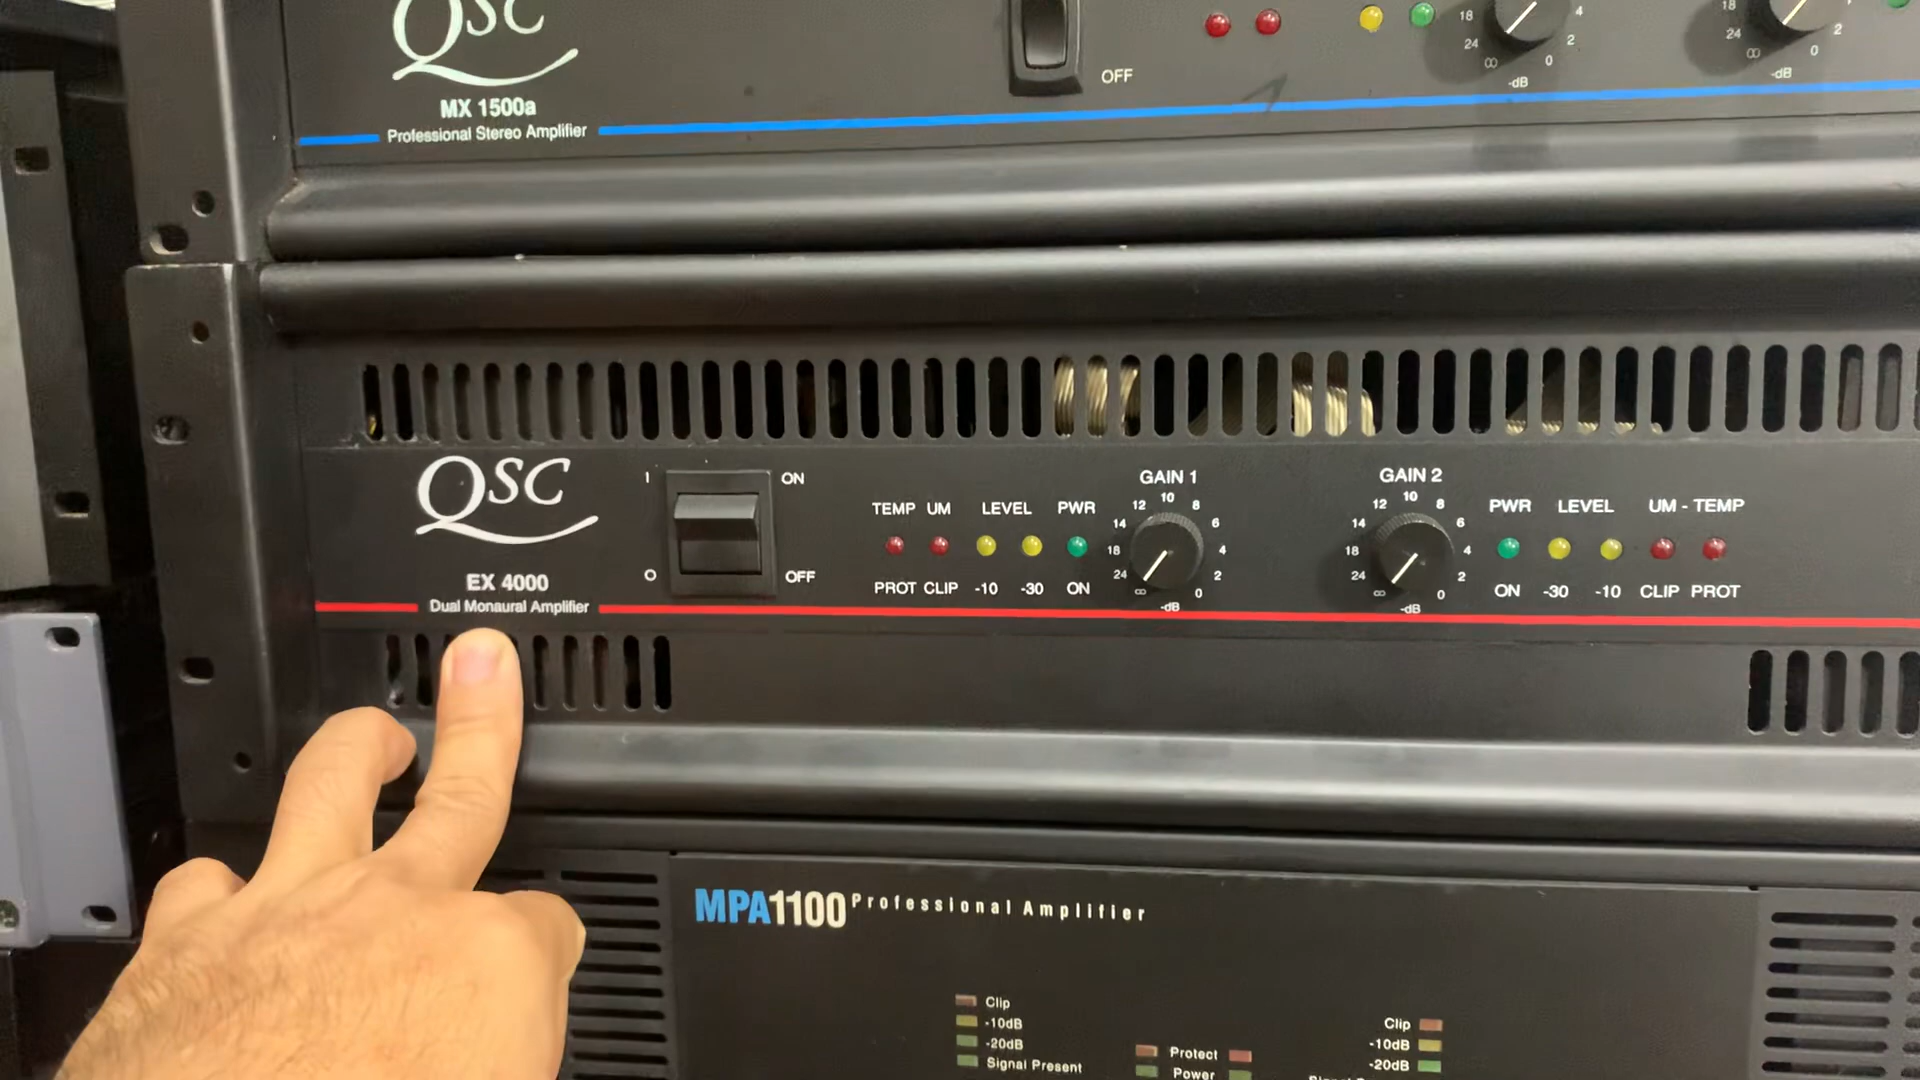 QSC
MX 1500a
Professional Stereo Amplifier
OFF
18 4
24 2
∞ 0
-dB
18
24 2
∞ 0
-dB
QSC
EX 4000
Dual Monaural Amplifier
I ON
O OFF
TEMP UM LEVEL PWR
PROT CLIP -10 -30 ON
GAIN 1
10
12 8
14 6
18 4
24 2
∞ 0
-dB
GAIN 2
10
12 8
14 6
18 4
24 2
∞ 0
-dB
PWR LEVEL UM - TEMP
ON -30 -10 CLIP PROT
MPA1100 Professional Amplifier
Clip
-10dB
-20dB
Signal Present
Protect
Power
Clip
-10dB
-20dB